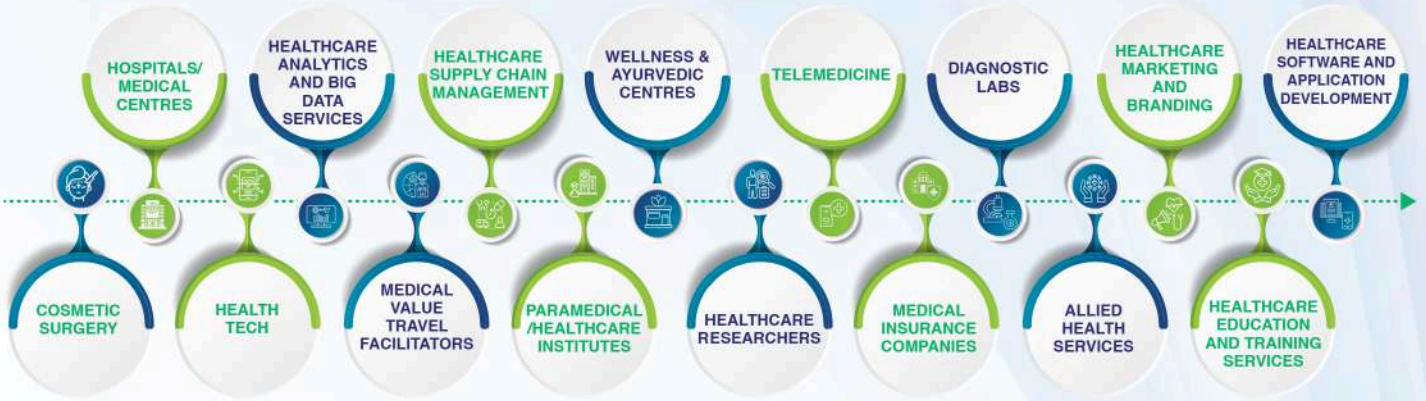 HOSPITALS/
MEDICAL
CENTRES
HEALTHCARE
ANALYTICS
AND BIG
DATA
SERVICES
HEALTHCARE
SUPPLY CHAIN
MANAGEMENT
WELLNESS &
AYURVEDIC
CENTRES
TELEMEDICINE
DIAGNOSTIC
LABS
HEALTHCARE
MARKETING
AND
BRANDING
HEALTHCARE
SOFTWARE AND
APPLICATION
DEVELOPMENT
COSMETIC
SURGERY
HEALTH
TECH
MEDICAL
VALUE
TRAVEL
FACILITATORS
PARAMEDICAL
/HEALTHCARE
INSTITUTES
HEALTHCARE
RESEARCHERS
MEDICAL
INSURANCE
COMPANIES
ALLIED
HEALTH
SERVICES
HEALTHCARE
EDUCATION
AND TRAINING
SERVICES